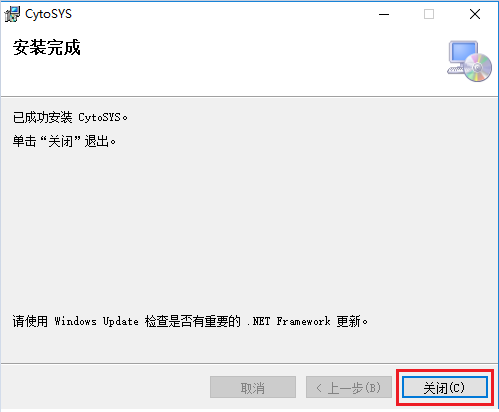 CytoSYS
安装完成
已成功安装 CytoSYS。
单击“关闭”退出。
请使用 Windows Update 检查是否有重要的 .NET Framework 更新。
取消
< 上一步(B)
关闭(C)